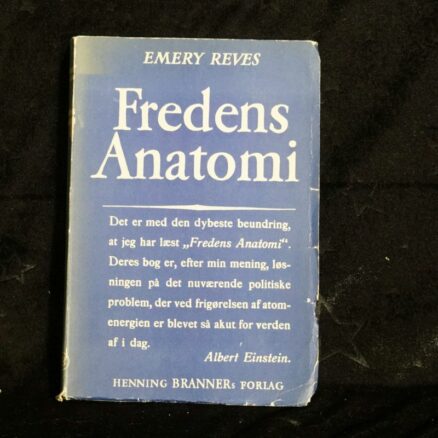 EMERY REVES
Fredens
Anatomi
Det er med den dybeste beundring,
at jeg har læst „Fredens Anatomi“.
Deres bog er, efter min mening, løs-
ningen på det nuværende politiske
problem, der ved frigørelsen af atom-
energien er blevet så akut for verden
af i dag.
Albert Einstein.
HENNING BRANNERs FORLAG